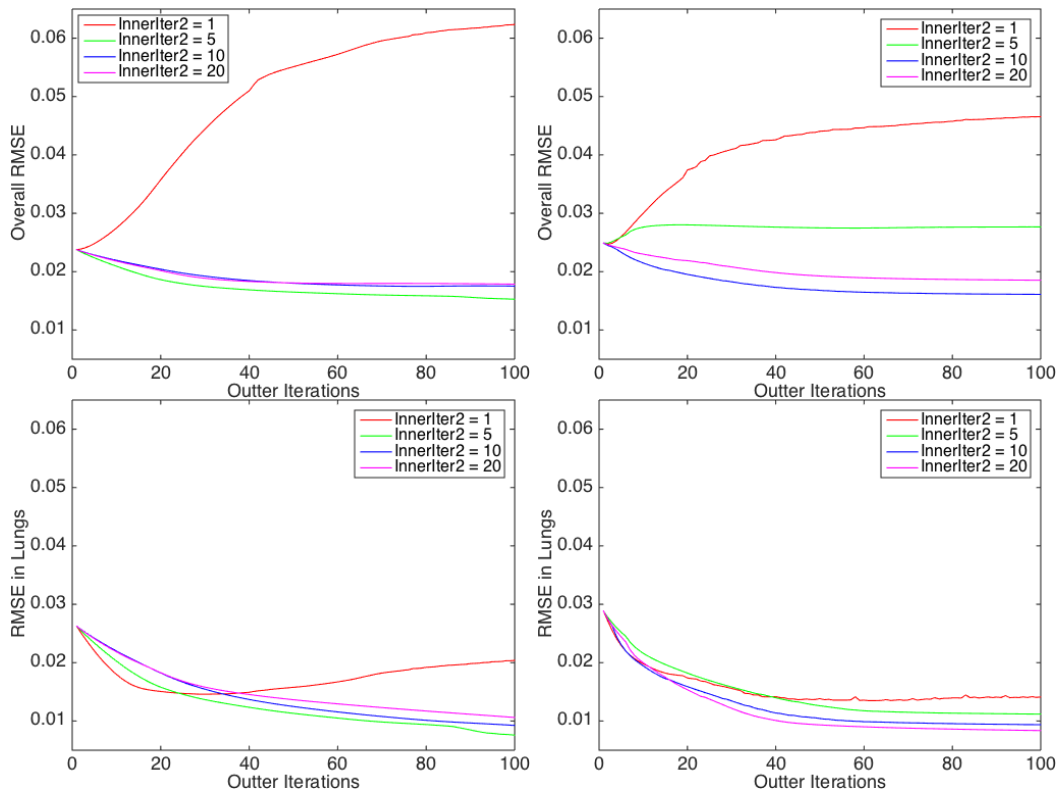 InnerIter2 = 1
InnerIter2 = 5
InnerIter2 = 10
InnerIter2 = 20
0.06
0.05
0.04
0.03
0.02
0.01
Overall RMSE
0 20 40 60 80 100
Outter Iterations
InnerIter2 = 1
InnerIter2 = 5
InnerIter2 = 10
InnerIter2 = 20
0.06
0.05
0.04
0.03
0.02
0.01
Overall RMSE
0 20 40 60 80 100
Outter Iterations
InnerIter2 = 1
InnerIter2 = 5
InnerIter2 = 10
InnerIter2 = 20
0.06
0.05
0.04
0.03
0.02
0.01
RMSE in Lungs
0 20 40 60 80 100
Outter Iterations
InnerIter2 = 1
InnerIter2 = 5
InnerIter2 = 10
InnerIter2 = 20
0.06
0.05
0.04
0.03
0.02
0.01
RMSE in Lungs
0 20 40 60 80 100
Outter Iterations